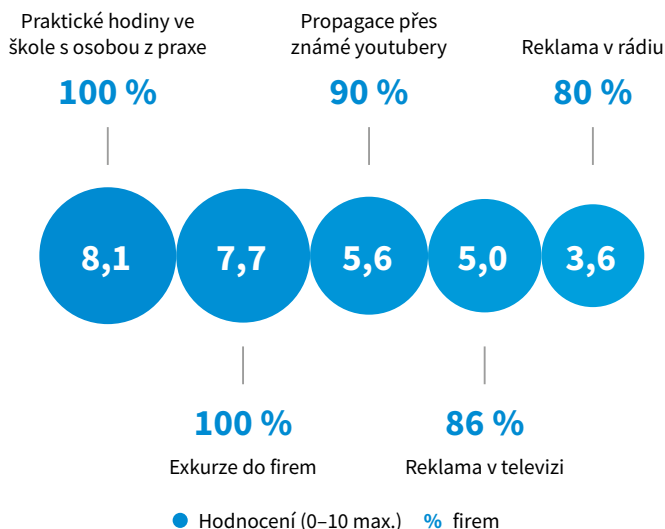 Praktické hodiny ve
škole s osobou z praxe
100 %
Propagace přes
známé youtubery
90 %
Reklama v rádiu
80 %
8,1
7,7
5,6
5,0
3,6
100 %
Exkurze do firem
86 %
Reklama v televizi
Hodnocení (0–10 max.) % firem